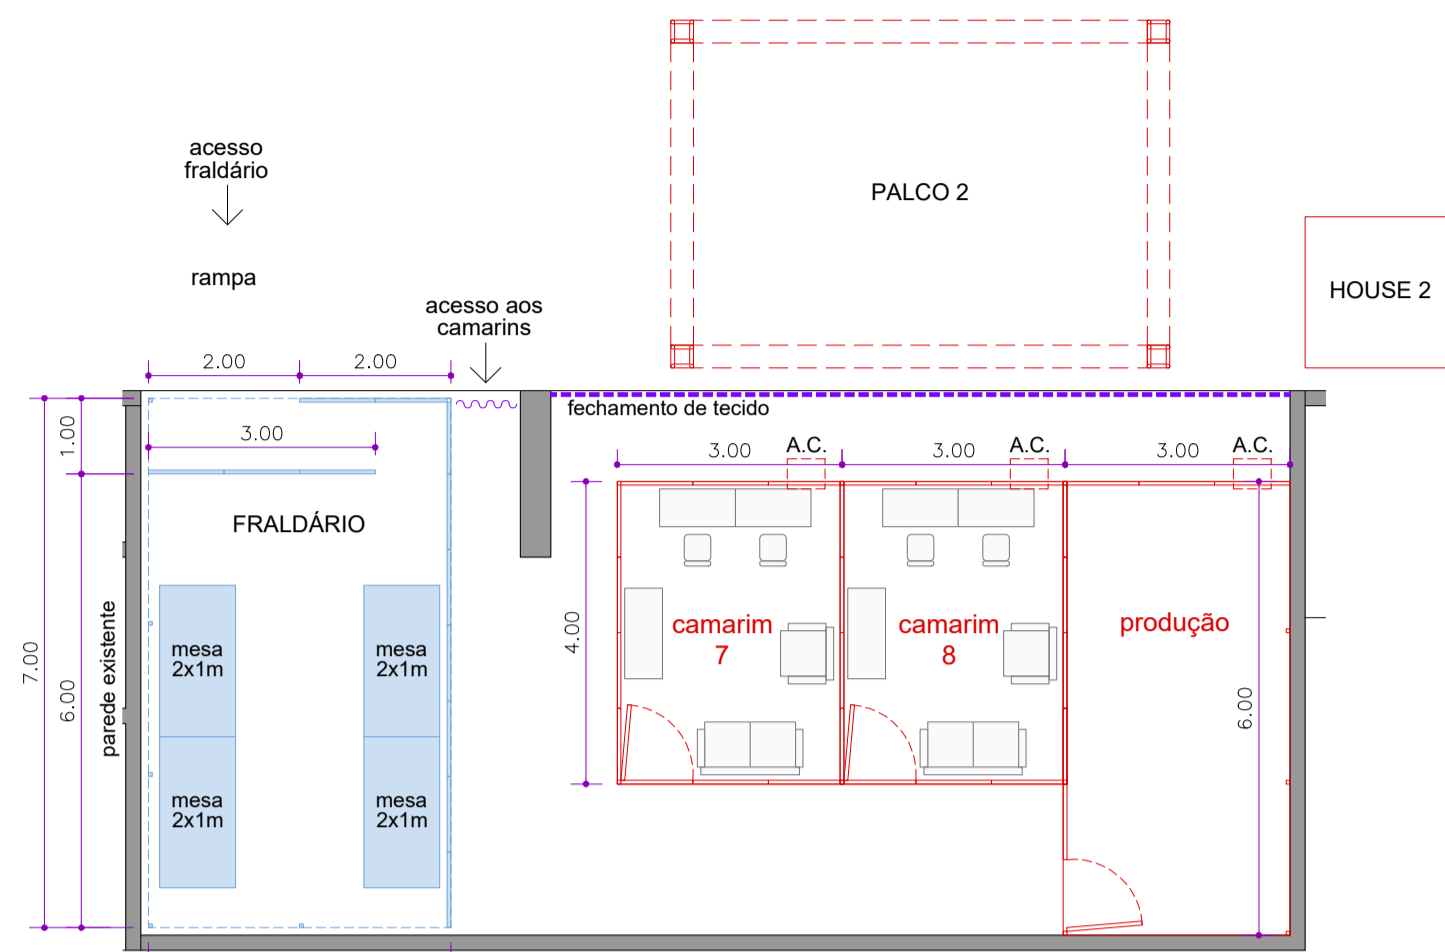 acesso
fraldário
rampa
acesso aos
camarins
PALCO 2
HOUSE 2
2.00
2.00
fechamento de tecido
1.00
3.00
3.00
A.C.
3.00
A.C.
3.00
A.C.
FRALDÁRIO
7.00
6.00
parede existente
mesa
2x1m
mesa
2x1m
mesa
2x1m
mesa
2x1m
4.00
camarim
7
camarim
8
produção
6.00